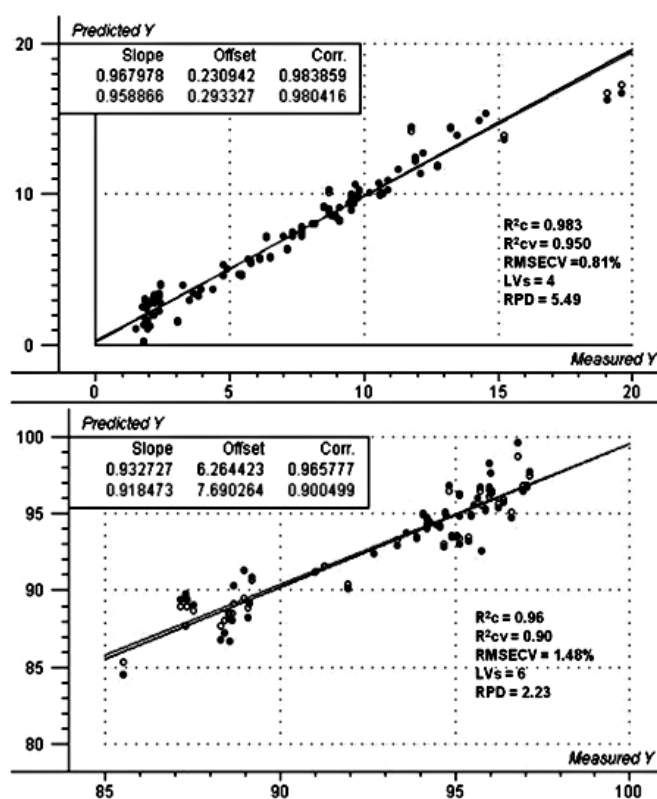 Predicted Y
20
Slope Offset Corr.
0.967978 0.230942 0.983859
0.958866 0.293327 0.980416
10
R²c = 0.983
R²cv = 0.950
RMSECV =0.81%
LVs = 4
RPD = 5.49
0
Measured Y
0 5 10 15 20
Predicted Y
100
Slope Offset Corr.
0.932727 6.264423 0.965777
0.918473 7.690264 0.900499
95
90
R²c = 0.96
R²cv = 0.90
RMSECV = 1.48%
LVs = 6
RPD = 2.23
85
80
Measured Y
85 90 95 100